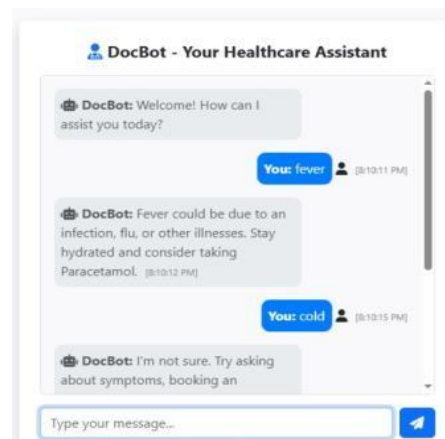 DocBot - Your Healthcare Assistant
DocBot: Welcome! How can I
assist you today?
You: fever [8:10:11 PM]
DocBot: Fever could be due to an
infection, flu, or other illnesses. Stay
hydrated and consider taking
Paracetamol. [8:10:12 PM]
You: cold [8:10:15 PM]
DocBot: I'm not sure. Try asking
about symptoms, booking an
Type your message...